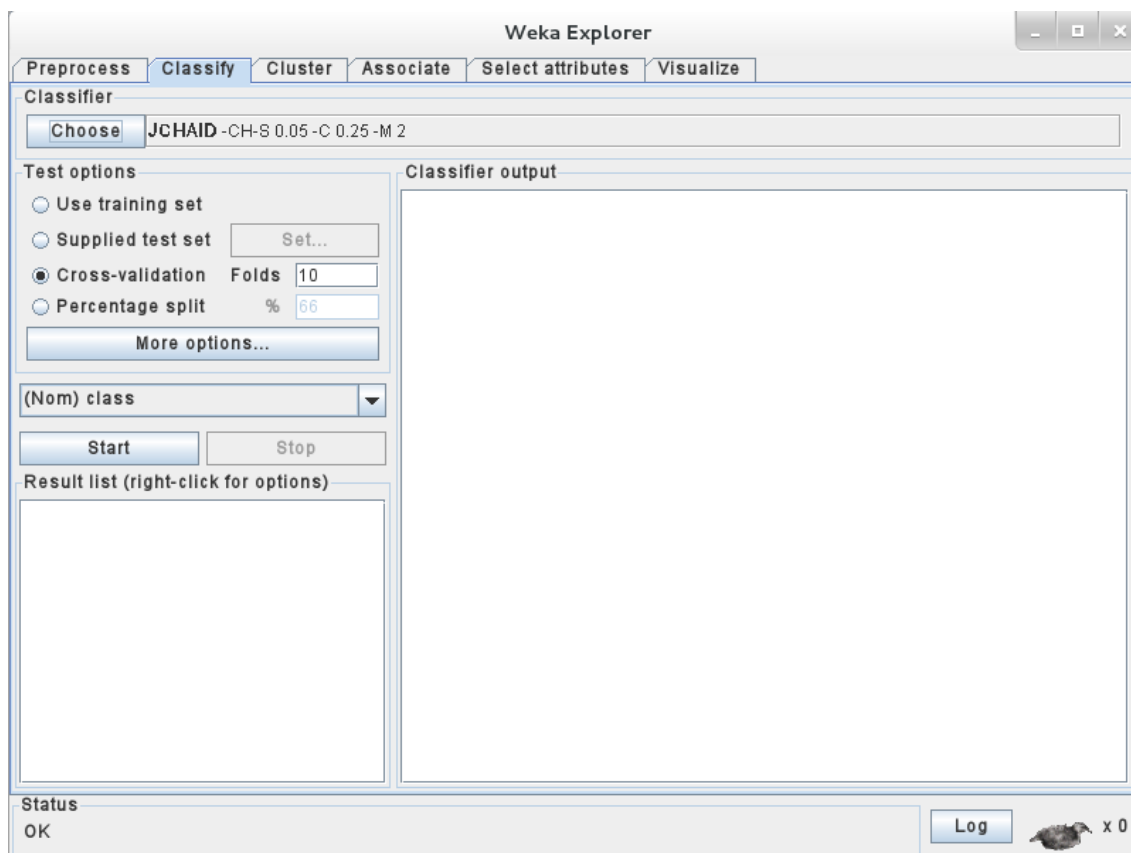 Weka Explorer
Preprocess Classify Cluster Associate Select attributes Visualize
Classifier
Choose JCHAID -CH-S 0.05 -C 0.25 -M 2
Test options
Use training set
Supplied test set Set...
Cross-validation Folds 10
Percentage split % 66
More options...
(Nom) class
Start Stop
Result list (right-click for options)
Classifier output
Status
OK
Log x 0